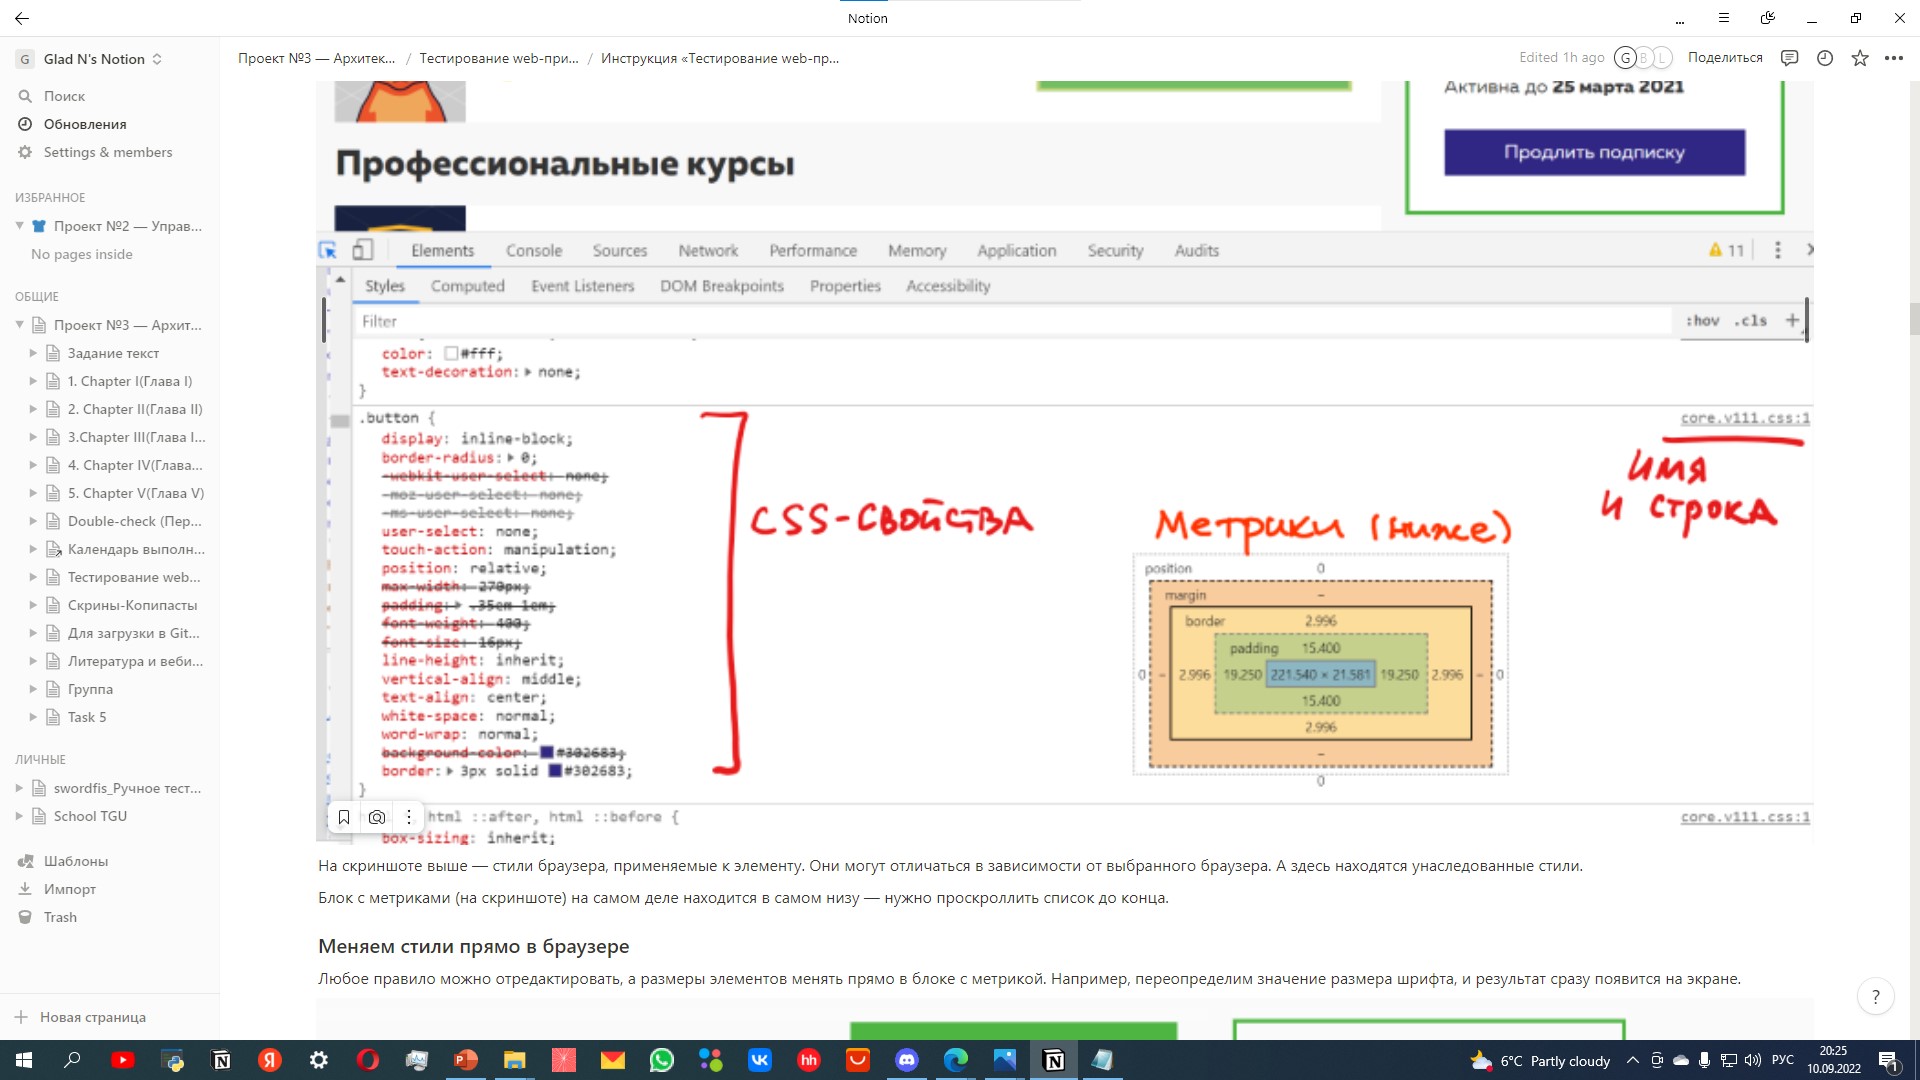 Notion
G Glad N's Notion
Проект №3 — Архитек... / Тестирование web-при... / Инструкция «Тестирование web-пр...
Edited 1h ago G B L Поделиться
Поиск
Обновления
Settings & members
ИЗБРАННОЕ
Проект №2 — Управ...
No pages inside
ОБЩИЕ
Проект №3 — Архит...
Задание текст
1. Chapter I(Глава I)
2. Chapter II(Глава II)
3.Chapter III(Глава I...
4. Chapter IV(Глава...
5. Chapter V(Глава V)
Double-check (Пер...
Календарь выполн...
Тестирование web...
Скрины-Копипасты
Для загрузки в Git...
Литература и веби...
Группа
Task 5
ЛИЧНЫЕ
swordfis_Ручное тест...
School TGU
Шаблоны
Импорт
Trash
Новая страница
Активна до 25 марта 2021
Продлить подписку
Профессиональные курсы
Elements Console Sources Network Performance Memory Application Security Audits 11
Styles Computed Event Listeners DOM Breakpoints Properties Accessibility
Filter :hov .cls +
color: #fff;
text-decoration: none;
}
.button { core.v111.css:1
display: inline-block;
border-radius: 0;
-webkit-user-select: none;
-moz-user-select: none;
-ms-user-select: none;
user-select: none;
touch-action: manipulation;
position: relative;
max-width: 270px;
padding: .35em 1em;
font-weight: 400;
font-size: 16px;
line-height: inherit;
vertical-align: middle;
text-align: center;
white-space: normal;
word-wrap: normal;
background-color: #302683;
border: 3px solid #302683;
}
CSS-СВОЙСТВА
Метрики (ниже)
имя
и строка
position 0
margin –
border 2.996
padding 15.400
0 – 2.996 19.250 221.540 × 21.581 19.250 2.996 – 0
15.400
2.996
–
0
html ::after, html ::before { core.v111.css:1
box-sizing: inherit;
На скриншоте выше — стили браузера, применяемые к элементу. Они могут отличаться в зависимости от выбранного браузера. А здесь находятся унаследованные стили.
Блок с метриками (на скриншоте) на самом деле находится в самом низу — нужно проскроллить список до конца.
Меняем стили прямо в браузере
Любое правило можно отредактировать, а размеры элементов менять прямо в блоке с метрикой. Например, переопределим значение размера шрифта, и результат сразу появится на экране.
?
6°C Partly cloudy РУС 20:25
10.09.2022 1